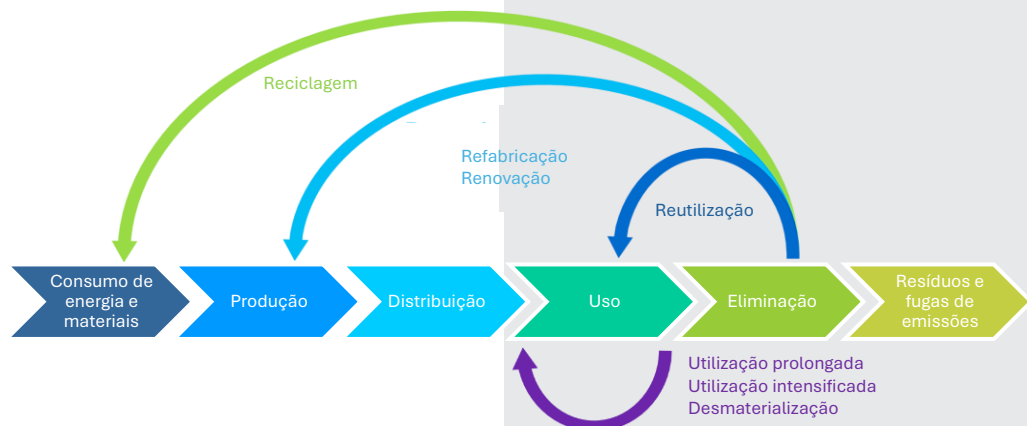 Reciclagem
Refabricação
Renovação
Reutilização
Consumo de
energia e
materiais
Produção
Distribuição
Uso
Eliminação
Resíduos e
fugas de
emissões
Utilização prolongada
Utilização intensificada
Desmaterialização